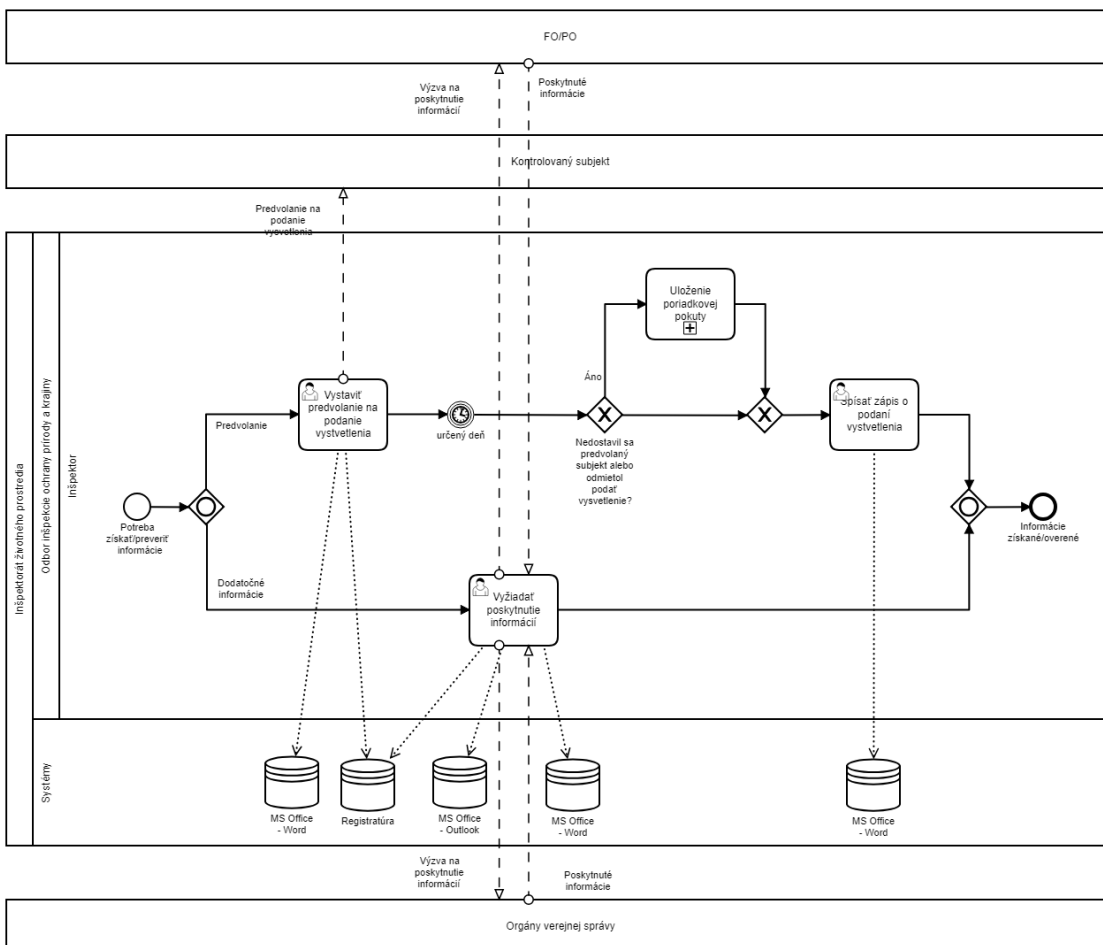 FO/PO
Výzva na
poskytnutie
informácií
Poskytnuté
informácie
Kontrolovaný subjekt
Predvolanie na
podanie
vysvetlenia
Inšpektorát životného prostredia
Odbor inšpekcie ochrany prírody a krajiny
Inšpektor
Uloženie
poriadkovej
pokuty
Áno
Vystaviť
predvolanie na
podanie
vystvetlenia
určený deň
Nedostavil sa
predvolaný
subjekt alebo
odmietol
podať
vysvetlenie?
Spísať zápis o
podaní
vystvetlenia
Predvolanie
Potreba
získať/preveriť
informácie
Informácie
získané/overené
Dodatočné
informácie
Vyžiadať
poskytnutie
informácií
Systémy
MS Office
- Word
Registratúra
MS Office
- Outlook
MS Office
- Word
MS Office
- Word
Výzva na
poskytnutie
informácií
Poskytnuté
informácie
Orgány verejnej správy